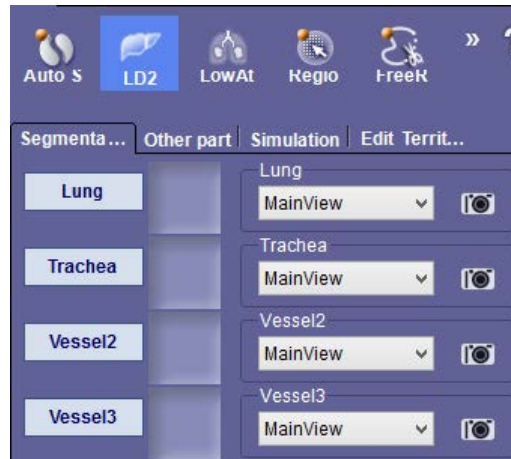 Auto S LD2 LowAt Regio FreeR »
Segmenta... Other part Simulation Edit Territ...
Lung
Lung
MainView
Trachea
Trachea
MainView
Vessel2
Vessel2
MainView
Vessel3
Vessel3
MainView